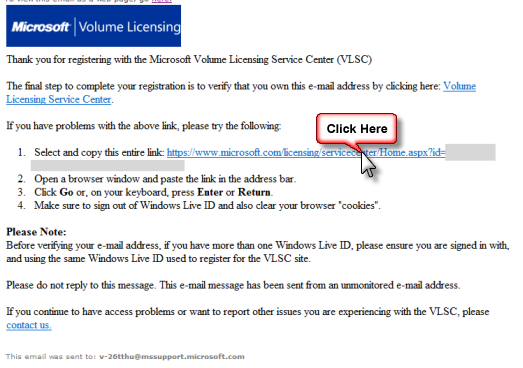 To view this email as a web page, go here.
Microsoft Volume Licensing
Thank you for registering with the Microsoft Volume Licensing Service Center (VLSC)
The final step to complete your registration is to verify that you own this e-mail address by clicking here: Volume
Licensing Service Center.
If you have problems with the above link, please try the following:
Click Here
1. Select and copy this entire link: https://www.microsoft.com/licensing/servicecenter/Home.aspx?id=
2. Open a browser window and paste the link in the address bar.
3. Click Go or, on your keyboard, press Enter or Return.
4. Make sure to sign out of Windows Live ID and also clear your browser "cookies".
Please Note:
Before verifying your e-mail address, if you have more than one Windows Live ID, please ensure you are signed in with,
and using the same Windows Live ID used to register for the VLSC site.
Please do not reply to this message. This e-mail message has been sent from an unmonitored e-mail address.
If you continue to have access problems or want to report other issues you are experiencing with the VLSC, please
contact us.
This email was sent to: v-26tthu@mssupport.microsoft.com